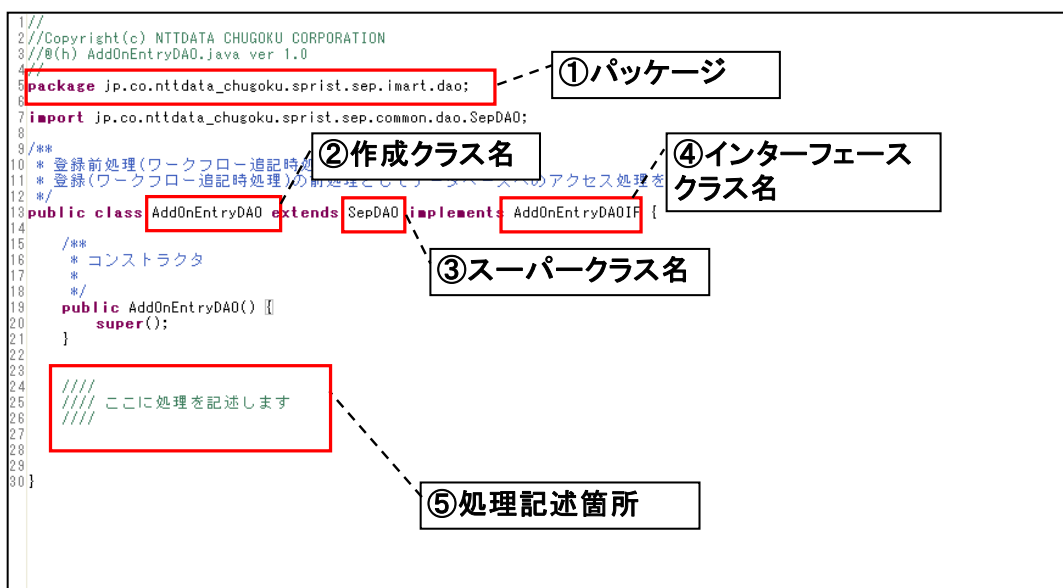 1 //
2 //Copyright(c) NTTDATA CHUGOKU CORPORATION
3 //@(h) AddOnEntryDAO.java ver 1.0
4 //
5 package jp.co.nttdata_chugoku.sprist.sep.imart.dao;
①パッケージ
6
7 import jp.co.nttdata_chugoku.sprist.sep.common.dao.SepDAO;
8
9 /**
10 * 登録前処理(ワークフロー追記時処
②作成クラス名
④インターフェース
クラス名
11 * 登録(ワークフロー追記時処理)の前処理としてデータベースへのアクセス処理を
12 */
13 public class AddOnEntryDAO extends SepDAO implements AddOnEntryDAOIF {
14
15 /**
16 * コンストラクタ
③スーパークラス名
17 *
18 */
19 public AddOnEntryDAO() {
20 super();
21 }
22
23
24 ////
25 //// ここに処理を記述します
26 ////
27
28
29
30 }
⑤処理記述箇所